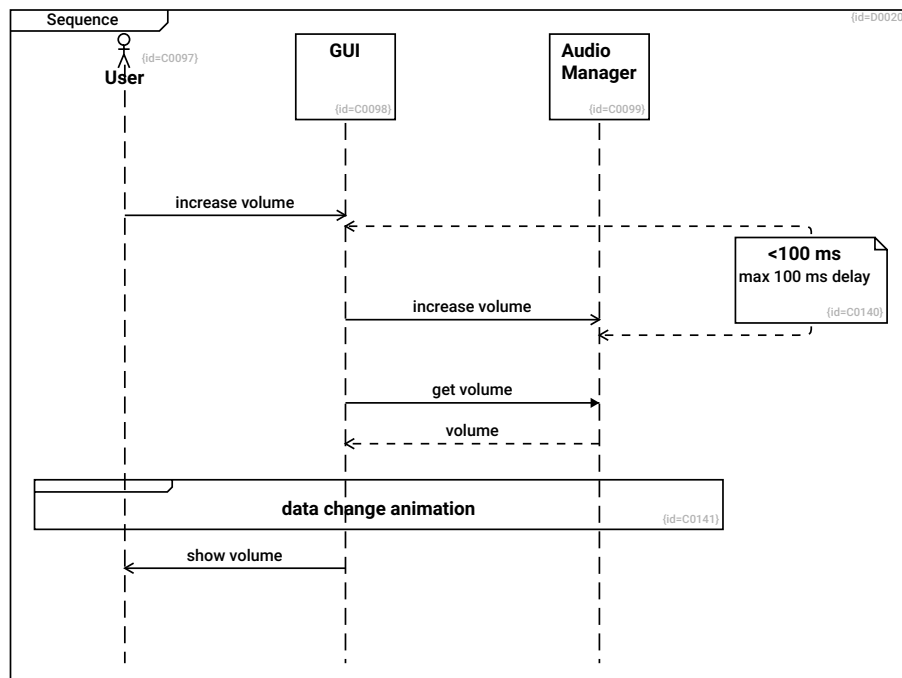 Sequence
{id=D0020
{id=C0097}
User
GUI
{id=C0098}
Audio
Manager
{id=C0099}
increase volume
<100 ms
max 100 ms delay
{id=C0140}
increase volume
get volume
volume
data change animation
{id=C0141}
show volume